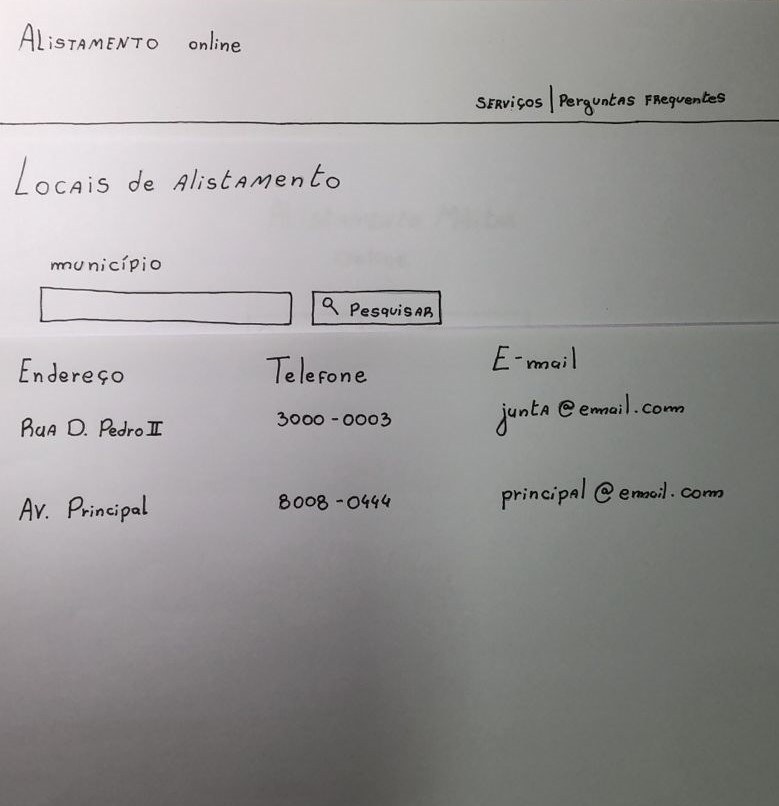 Alistamento online
Serviços | Perguntas Frequentes
Locais de Alistamento
município
Pesquisar
Endereço Telefone E-mail
Rua D. Pedro II 3000-0003 junta@email.com
Av. Principal 8008-0444 principal@email.com